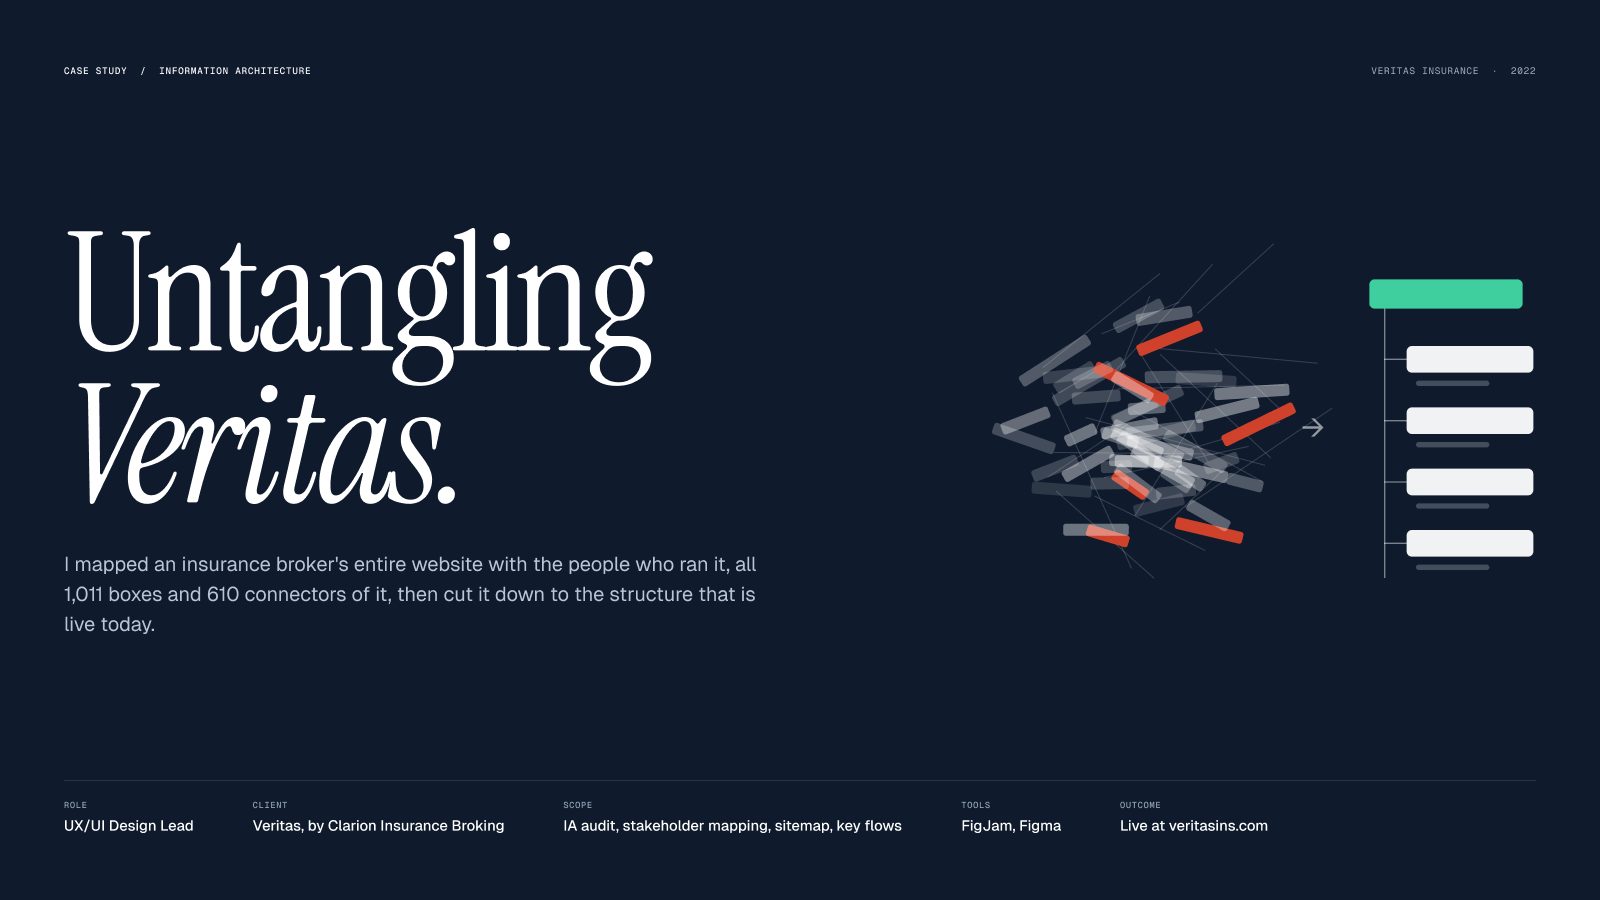 CASE STUDY / INFORMATION ARCHITECTURE
VERITAS INSURANCE · 2022
Untangling
Veritas.
I mapped an insurance broker's entire website with the people who ran it, all
1,011 boxes and 610 connectors of it, then cut it down to the structure that is
live today.
ROLE
UX/UI Design Lead
CLIENT
Veritas, by Clarion Insurance Broking
SCOPE
IA audit, stakeholder mapping, sitemap, key flows
TOOLS
FigJam, Figma
OUTCOME
Live at veritasins.com